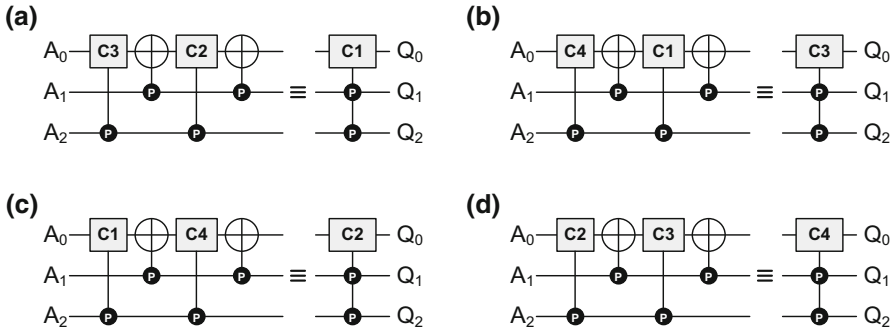 (a)
A0 C3 C2 C1 Q0
A1 P P ≡ P Q1
A2 P P P Q2
(b)
A0 C4 C1 C3 Q0
A1 P P ≡ P Q1
A2 P P P Q2
(c)
A0 C1 C4 C2 Q0
A1 P P ≡ P Q1
A2 P P P Q2
(d)
A0 C2 C3 C4 Q0
A1 P P ≡ P Q1
A2 P P P Q2